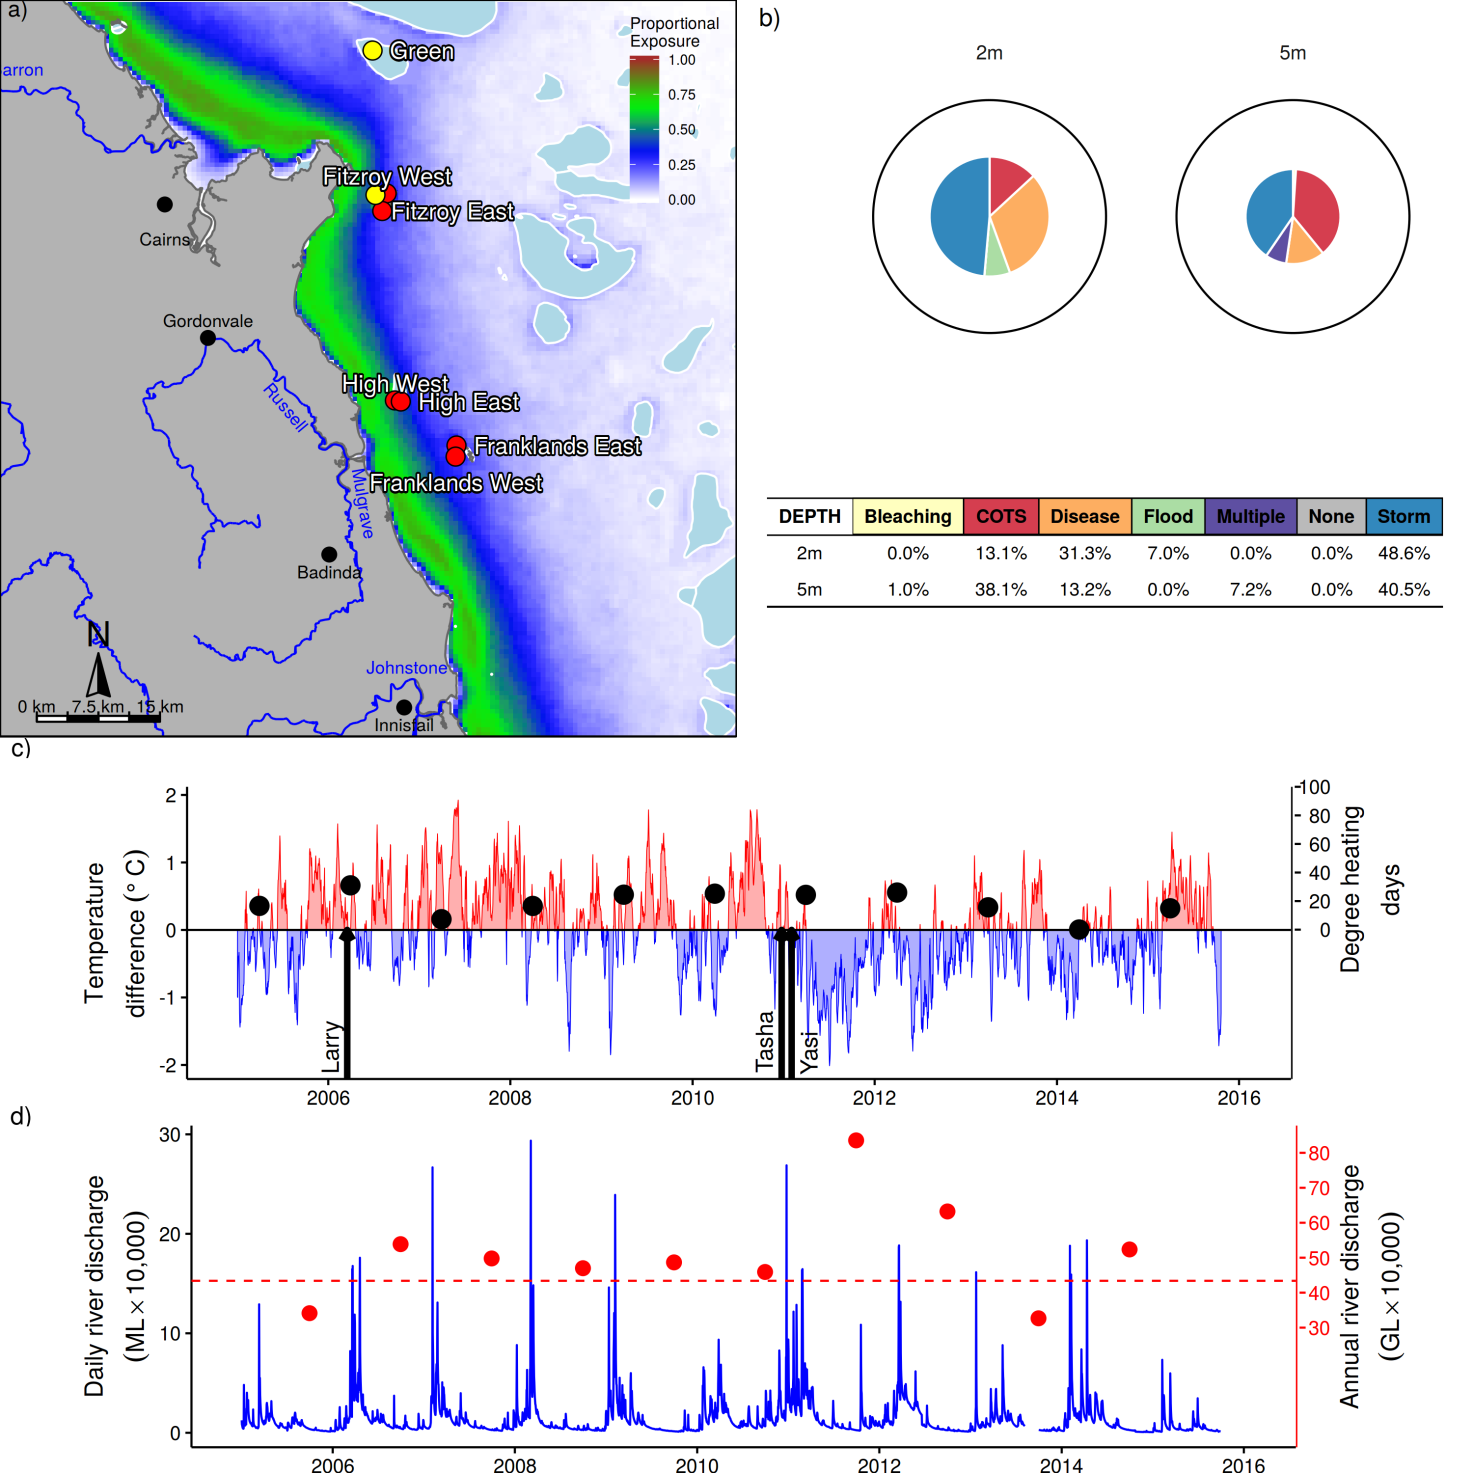 a)
Proportional
Exposure
1.00
0.75
0.50
0.25
0.00
Green
arron
Fitzroy West
Fitzroy East
Cairns
Gordonvale
Russell
High West
High East
Franklands East
Franklands West
Mulgrave
Badinda
N
Johnstone
0 km 7.5 km 15 km
Innisfail
b)
2m 5m
DEPTH Bleaching COTS Disease Flood Multiple None Storm
2m 0.0% 13.1% 31.3% 7.0% 0.0% 0.0% 48.6%
5m 1.0% 38.1% 13.2% 0.0% 7.2% 0.0% 40.5%
c)
Temperature
difference (° C)
2
1
0
-1
-2
Larry
Tasha
Yasi
100
80
60
40
20
0
Degree heating
days
2006 2008 2010 2012 2014 2016
d)
Daily river discharge
(ML × 10,000)
30
20
10
0
80
70
60
50
40
30
Annual river discharge
(GL × 10,000)
2006 2008 2010 2012 2014 2016